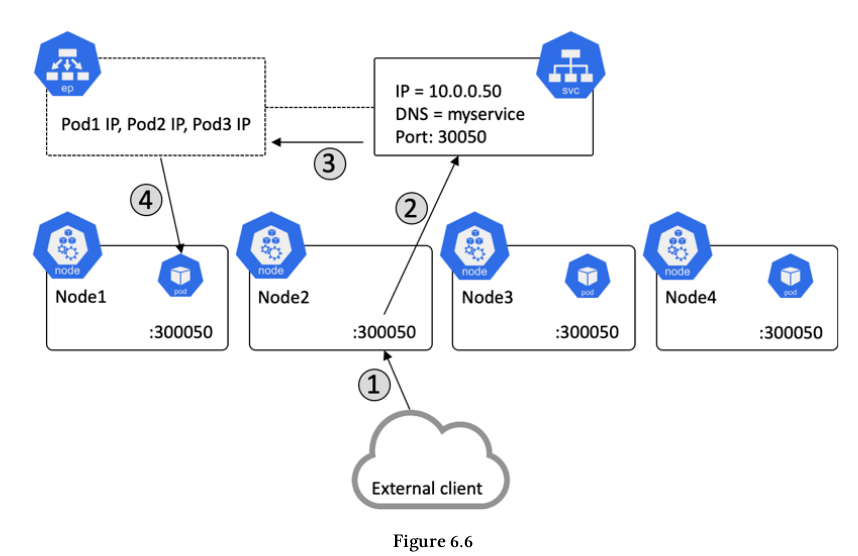 ep
Pod1 IP, Pod2 IP, Pod3 IP
svc
IP = 10.0.0.50
DNS = myservice
Port: 30050
3
4
2
node
Node1
pod
:300050
node
Node2
:300050
node
Node3
pod
:300050
node
Node4
pod
:300050
1
External client
Figure 6.6